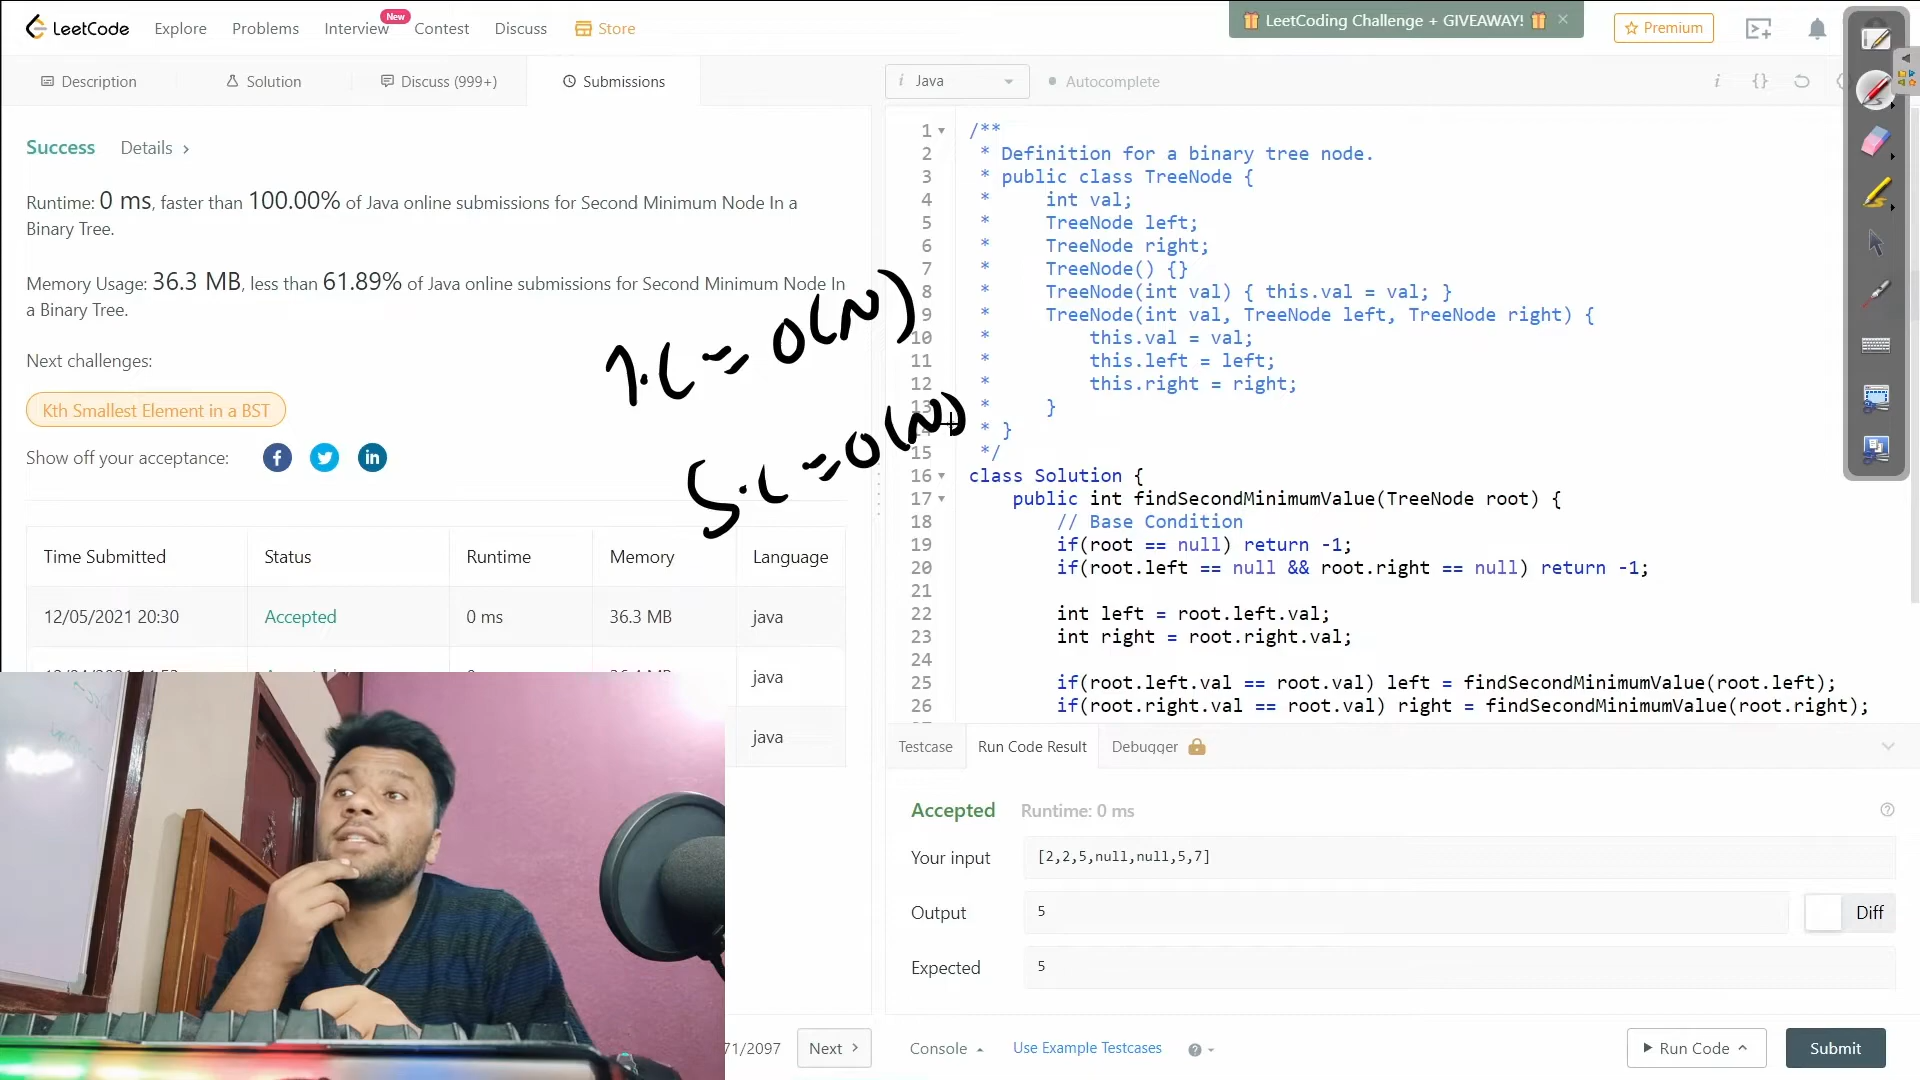 LeetCode Explore Problems Interview New Contest Discuss Store
LeetCoding Challenge + GIVEAWAY! ×
Premium
Description Solution Discuss (999+) Submissions
i Java Autocomplete i {}
Success Details >
Runtime: 0 ms, faster than 100.00% of Java online submissions for Second Minimum Node In a
Binary Tree.
Memory Usage: 36.3 MB, less than 61.89% of Java online submissions for Second Minimum Node In
a Binary Tree.
Next challenges:
Kth Smallest Element in a BST
Show off your acceptance:
T.C = O(N)
S.C = O(N)
Time Submitted Status Runtime Memory Language
12/05/2021 20:30 Accepted 0 ms 36.3 MB java
java
java
71/2097 Next >
1 /**
2 * Definition for a binary tree node.
3 * public class TreeNode {
4 * int val;
5 * TreeNode left;
6 * TreeNode right;
7 * TreeNode() {}
8 * TreeNode(int val) { this.val = val; }
9 * TreeNode(int val, TreeNode left, TreeNode right) {
10 * this.val = val;
11 * this.left = left;
12 * this.right = right;
13 * }
14 * }
15 */
16 class Solution {
17 public int findSecondMinimumValue(TreeNode root) {
18 // Base Condition
19 if(root == null) return -1;
20 if(root.left == null && root.right == null) return -1;
21
22 int left = root.left.val;
23 int right = root.right.val;
24
25 if(root.left.val == root.val) left = findSecondMinimumValue(root.left);
26 if(root.right.val == root.val) right = findSecondMinimumValue(root.right);
Testcase Run Code Result Debugger
Accepted Runtime: 0 ms
Your input [2,2,5,null,null,5,7]
Output 5 Diff
Expected 5
Console Use Example Testcases Run Code Submit